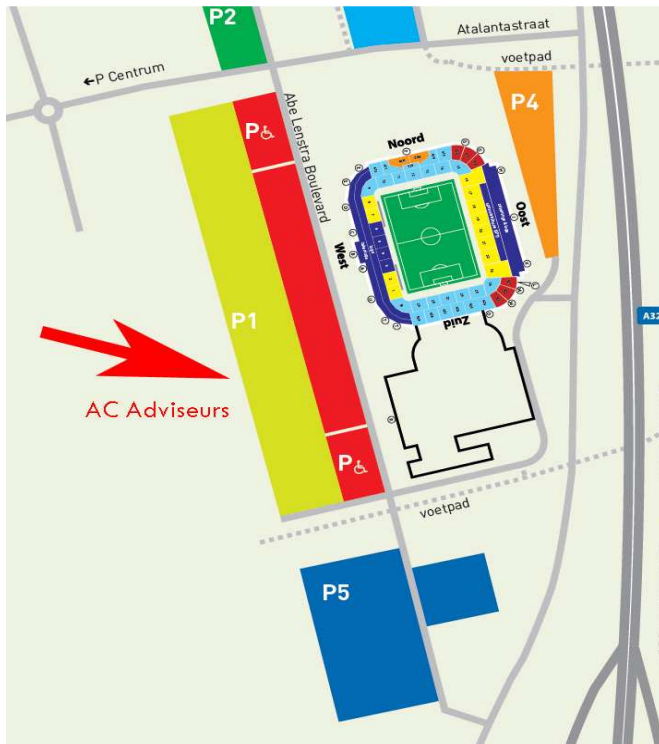 P2
Atalantastraat
voetpad
←P Centrum
P4
P♿
Abe Lenstra Boulevard
Noord
Oost
West
P1
A32
Zuid
AC Adviseurs
P♿
voetpad
P5